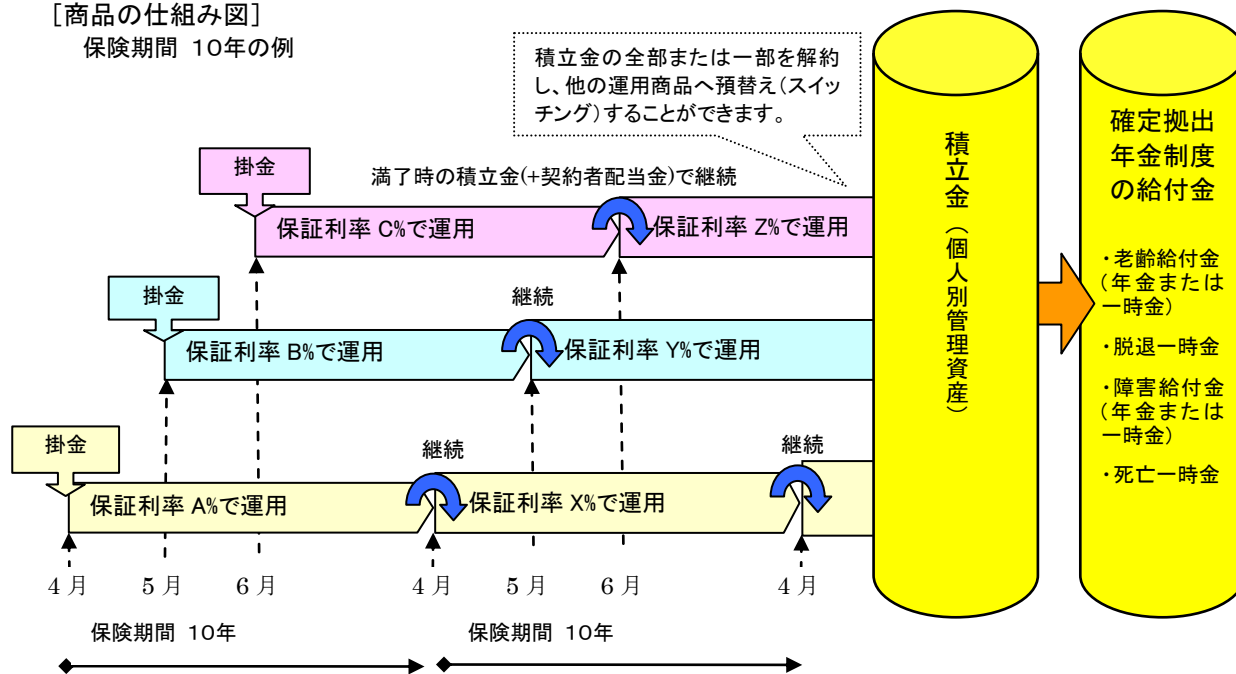 ［商品の仕組み図］
保険期間 10年の例
積立金の全部または一部を解約
し、他の運用商品へ預替え（スイッ
チング）することができます。
掛金
満了時の積立金(+契約者配当金)で継続
保証利率 C%で運用
保証利率 Z%で運用
掛金
継続
保証利率 B%で運用
保証利率 Y%で運用
掛金
継続
継続
保証利率 A%で運用
保証利率 X%で運用
4月
5月
6月
4月
5月
6月
4月
保険期間 10年
保険期間 10年
積立金（個人別管理資産）
確定拠出
年金制度
の給付金
・老齢給付金
（年金または
一時金）
・脱退一時金
・障害給付金
（年金または
一時金）
・死亡一時金